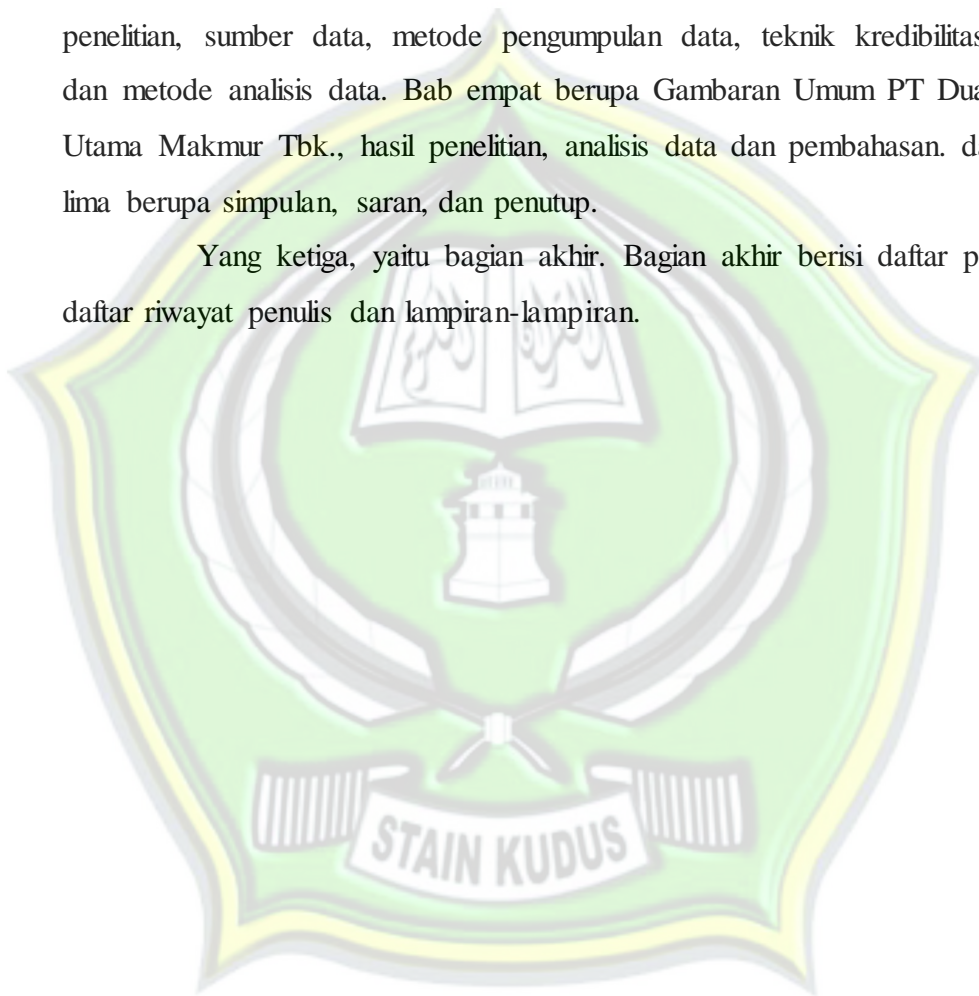 penelitian, sumber data, metode pengumpulan data, teknik kredibilitas
dan metode analisis data. Bab empat berupa Gambaran Umum PT Dua
Utama Makmur Tbk., hasil penelitian, analisis data dan pembahasan.
lima berupa simpulan, saran, dan penutup.
Yang ketiga, yaitu bagian akhir. Bagian akhir berisi daftar
daftar riwayat penulis dan lampiran-lampiran.
STAIN KUDUS